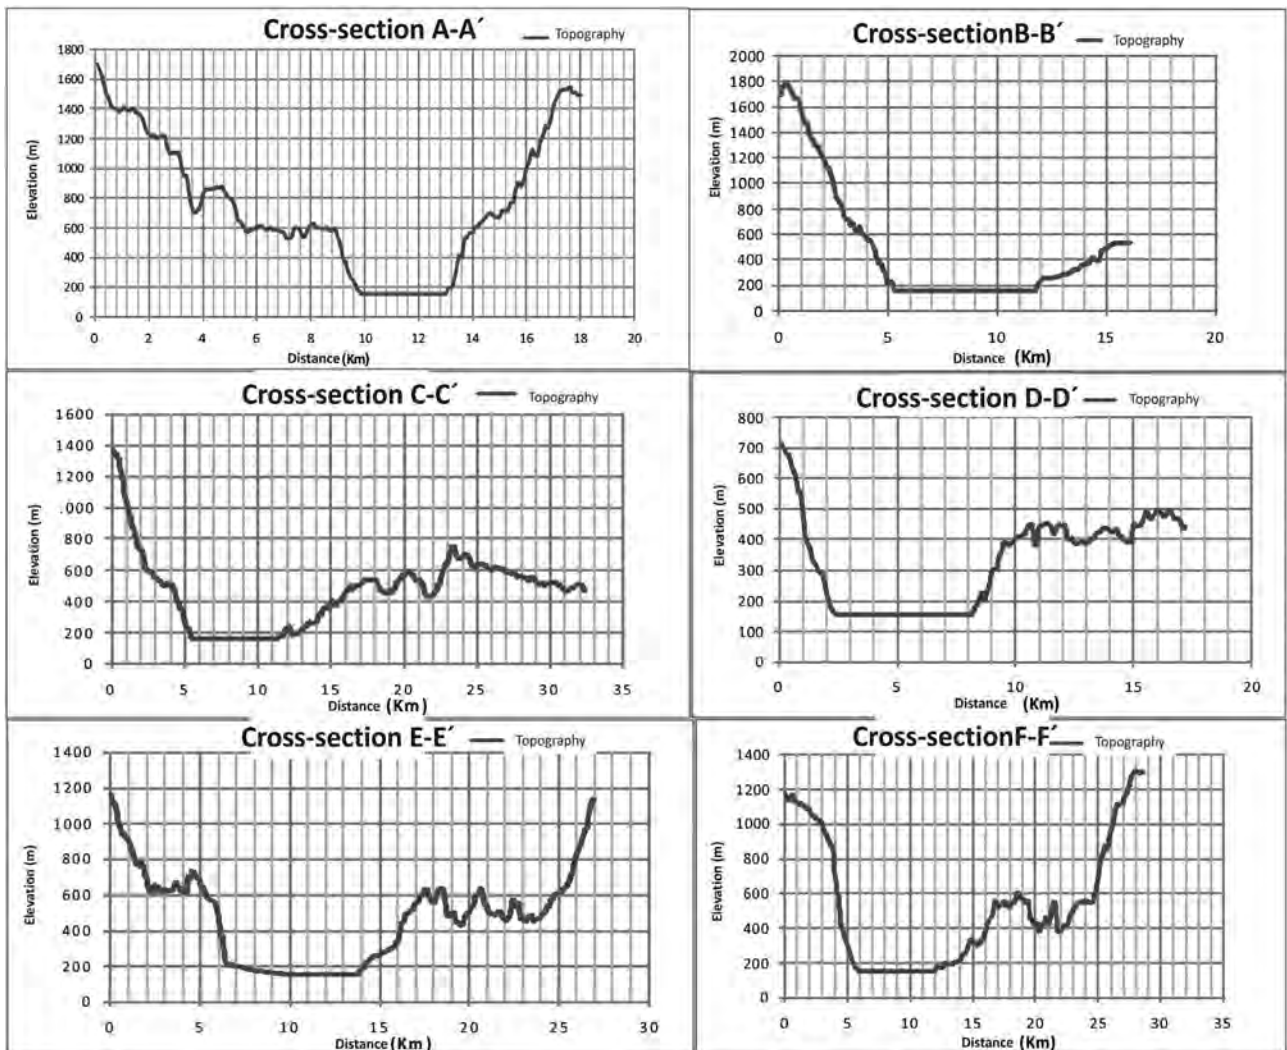 Cross-section A-A´
Topography
Elevation (m)
1800
1600
1400
1200
1000
800
600
400
200
0
0 2 4 6 8 10 12 14 16 18 20
Distance (Km)
Cross-sectionB-B´
Topography
Elevation (m)
2000
1800
1600
1400
1200
1000
800
600
400
200
0
0 5 10 15 20
Distance (Km)
Cross-section C-C´
Topography
Elevation (m)
1600
1400
1200
1000
800
600
400
200
0
0 5 10 15 20 25 30 35
Distance (Km)
Cross-section D-D´
Topography
Elevation (m)
800
700
600
500
400
300
200
100
0
0 5 10 15 20
Distance (Km)
Cross-section E-E´
Topography
Elevation (m)
1400
1200
1000
800
600
400
200
0
0 5 10 15 20 25 30
Distance (Km)
Cross-sectionF-F´
Topography
Elevation (m)
1400
1200
1000
800
600
400
200
0
0 5 10 15 20 25 30 35
Distance (Km)